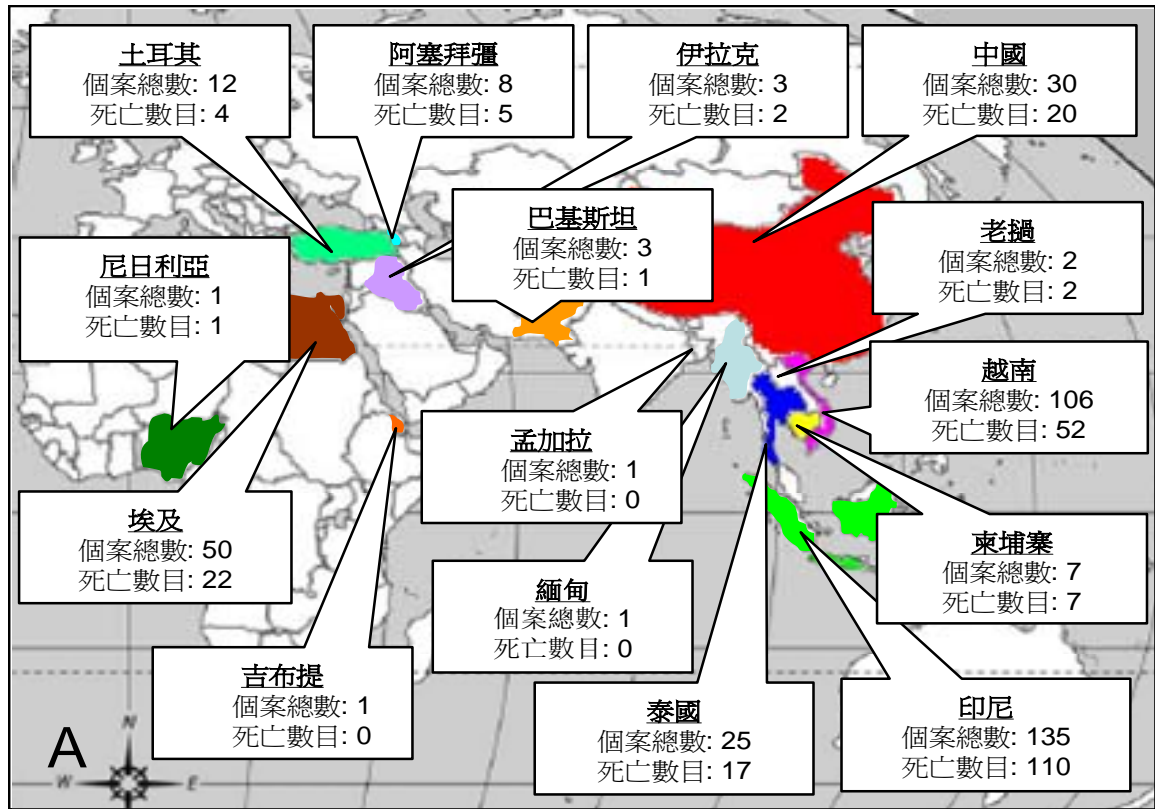 土耳其
個案總數: 12
死亡數目: 4
阿塞拜彊
個案總數: 8
死亡數目: 5
伊拉克
個案總數: 3
死亡數目: 2
中國
個案總數: 30
死亡數目: 20
巴基斯坦
個案總數: 3
死亡數目: 1
老撾
個案總數: 2
死亡數目: 2
尼日利亞
個案總數: 1
死亡數目: 1
越南
個案總數: 106
死亡數目: 52
孟加拉
個案總數: 1
死亡數目: 0
埃及
個案總數: 50
死亡數目: 22
柬埔寨
個案總數: 7
死亡數目: 7
緬甸
個案總數: 1
死亡數目: 0
吉布提
個案總數: 1
死亡數目: 0
泰國
個案總數: 25
死亡數目: 17
印尼
個案總數: 135
死亡數目: 110
A
N
W
E